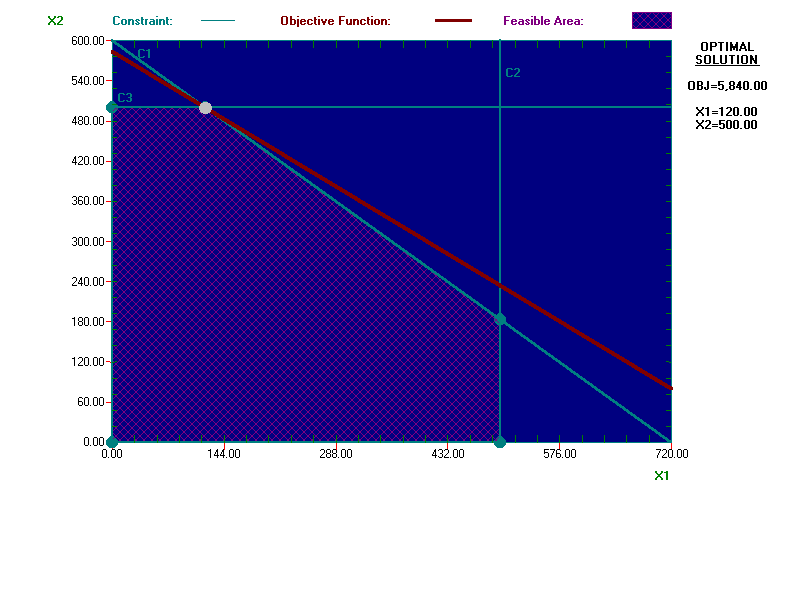 X2
Constraint:
Objective Function:
Feasible Area:
600.00
540.00
480.00
420.00
360.00
300.00
240.00
180.00
120.00
60.00
0.00
C1
C2
C3
OPTIMAL
SOLUTION
OBJ=5,840.00
X1=120.00
X2=500.00
0.00
144.00
288.00
432.00
576.00
720.00
X1